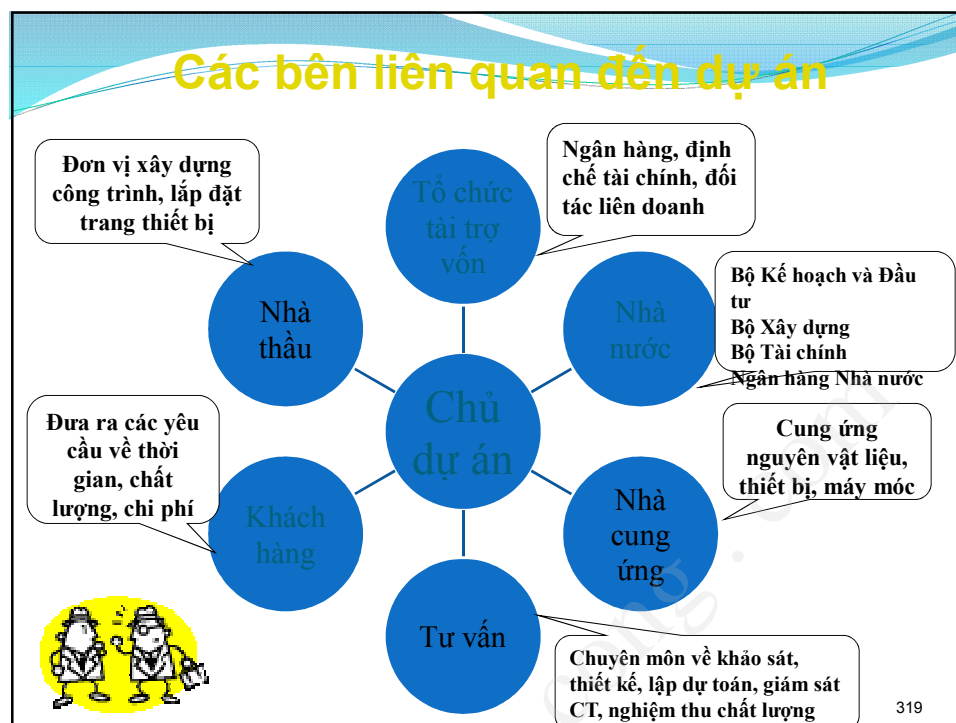 Các bên liên quan đến dự án
Đơn vị xây dựng
công trình, lắp đặt
trang thiết bị
Tổ chức
tài trợ
vốn
Ngân hàng, định
chế tài chính, đối
tác liên doanh
Nhà
thầu
Nhà
nước
Bộ Kế hoạch và Đầu
tư
Bộ Xây dựng
Bộ Tài chính
Ngân hàng Nhà nước
Chủ
dự án
Đưa ra các yêu
cầu về thời
gian, chất
lượng, chi phí
Khách
hàng
Nhà
cung
ứng
Cung ứng
nguyên vật liệu,
thiết bị, máy móc
Tư vấn
Chuyên môn về khảo sát,
thiết kế, lập dự toán, giám sát
CT, nghiệm thu chất lượng
319